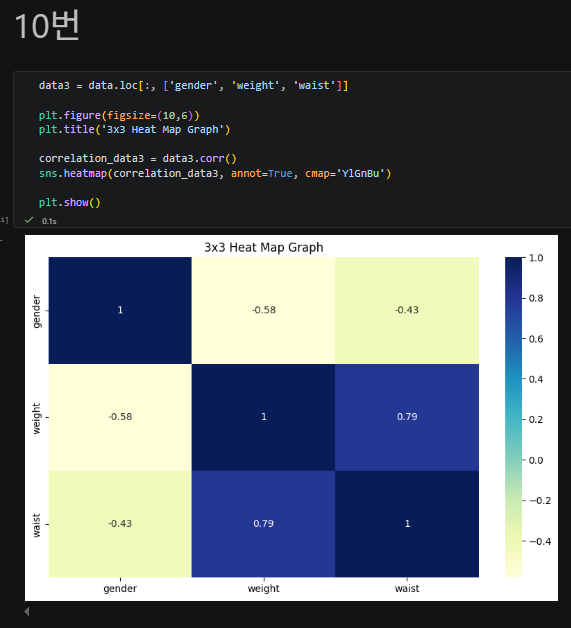 10번
data3 = data.loc[:, ['gender', 'weight', 'waist']]
plt.figure(figsize=(10,6))
plt.title('3x3 Heat Map Graph')
correlation_data3 = data3.corr()
sns.heatmap(correlation_data3, annot=True, cmap='YlGnBu')
plt.show()
0.1s
3x3 Heat Map Graph
gender 1 -0.58 -0.43
weight -0.58 1 0.79
waist -0.43 0.79 1
gender weight waist
1.0
0.8
0.6
0.4
0.2
0.0
−0.2
−0.4